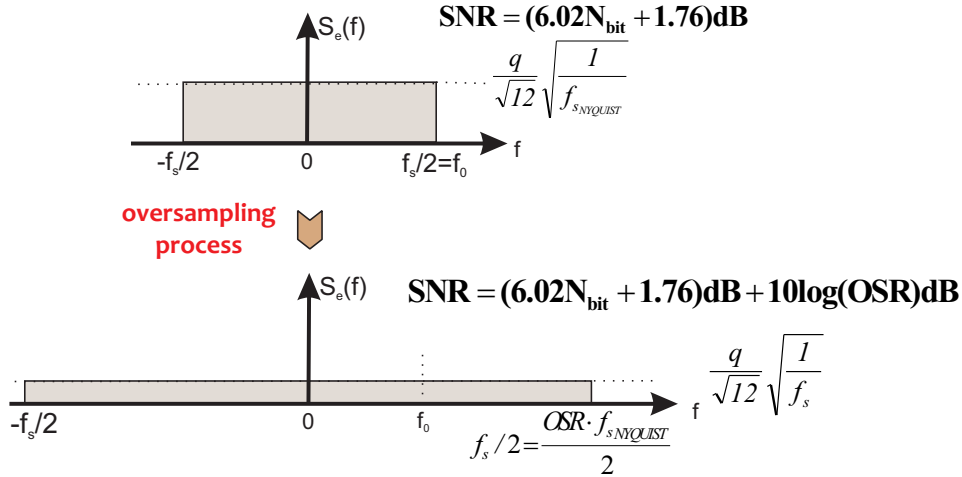 SNR = (6.02N_bit + 1.76)dB
S_e(f)
q/√12 √(1/f_s_NYQUIST)
f
-f_s/2 0 f_s/2=f_0
oversampling
process
S_e(f)
SNR = (6.02N_bit + 1.76)dB + 10log(OSR)dB
q/√12 √(1/f_s)
f
-f_s/2 0 f_0
f_s/2 = OSR·f_s_NYQUIST/2